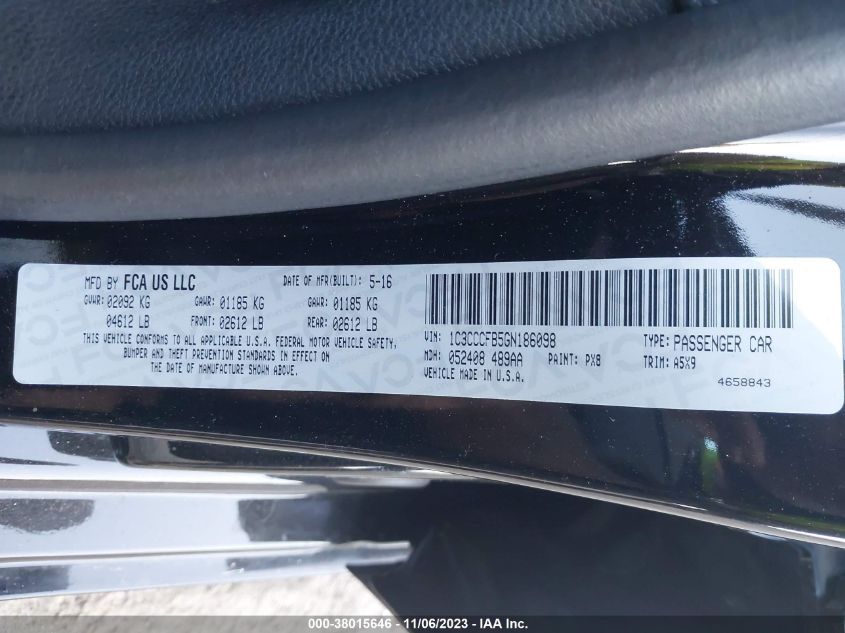 MFD BY FCA US LLC DATE OF MFR(BUILT): 5-16
GVWR: 02092 KG GAWR: 01185 KG GAWR: 01185 KG
04612 LB FRONT: 02612 LB REAR: 02612 LB
THIS VEHICLE CONFORMS TO ALL APPLICABLE U.S.A. FEDERAL MOTOR VEHICLE SAFETY,
BUMPER AND THEFT PREVENTION STANDARDS IN EFFECT ON
THE DATE OF MANUFACTURE SHOWN ABOVE.
VIN: 1C3CCCFB5GN186098 TYPE: PASSENGER CAR
MDH: 052408 489AA PAINT: PX8 TRIM: A5X9
VEHICLE MADE IN U.S.A. 4658843
000-38015646 - 11/06/2023 - IAA Inc.